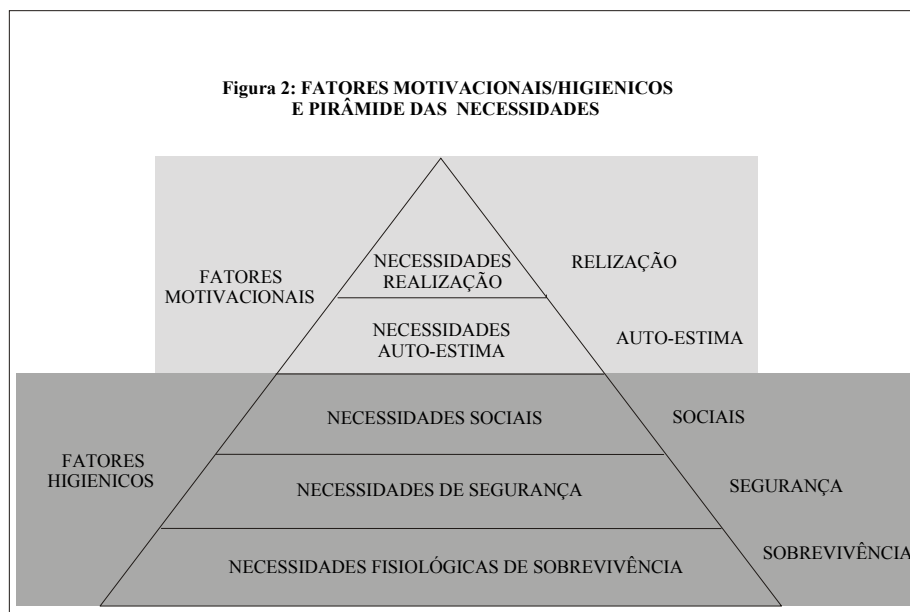 Figura 2: FATORES MOTIVACIONAIS/HIGIENICOS
E PIRÂMIDE DAS NECESSIDADES
FATORES
MOTIVACIONAIS
NECESSIDADES
REALIZAÇÃO
RELIZAÇÃO
NECESSIDADES
AUTO-ESTIMA
AUTO-ESTIMA
FATORES
HIGIENICOS
NECESSIDADES SOCIAIS
SOCIAIS
NECESSIDADES DE SEGURANÇA
SEGURANÇA
NECESSIDADES FISIOLÓGICAS DE SOBREVIVÊNCIA
SOBREVIVÊNCIA